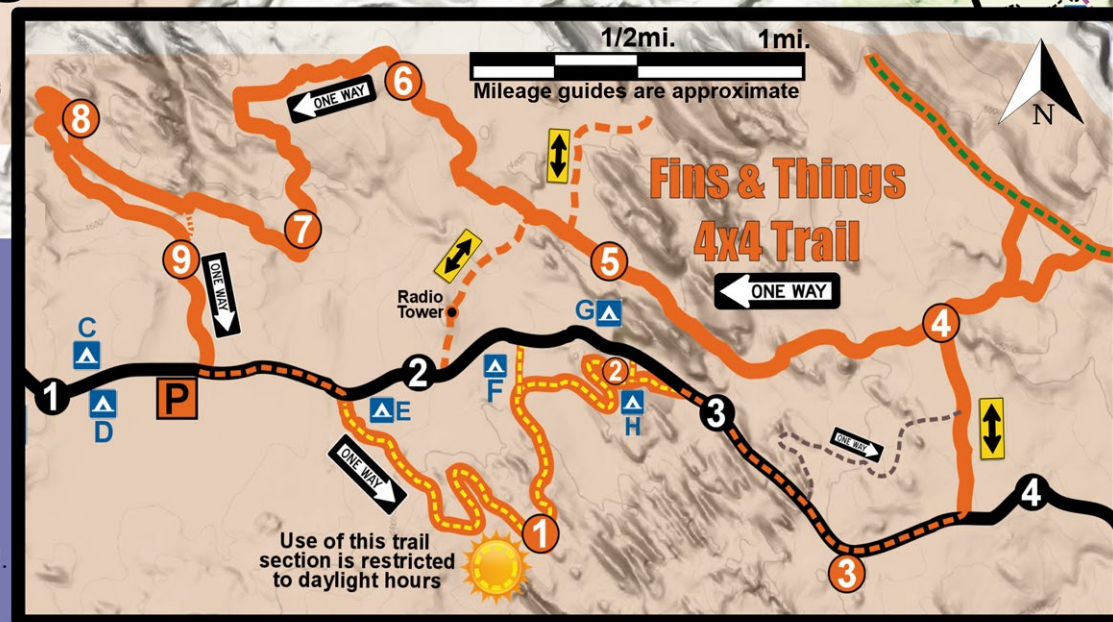 1/2mi. 1mi.
Mileage guides are approximate
N
6
ONE WAY
8
Fins & Things
4x4 Trail
7
5
9
ONE WAY
ONE WAY
Radio
Tower
4
G
C
2
F
2
1
P
E
H
3
D
ONE WAY
ONE WAY
4
1
Use of this trail
section is restricted
to daylight hours
3